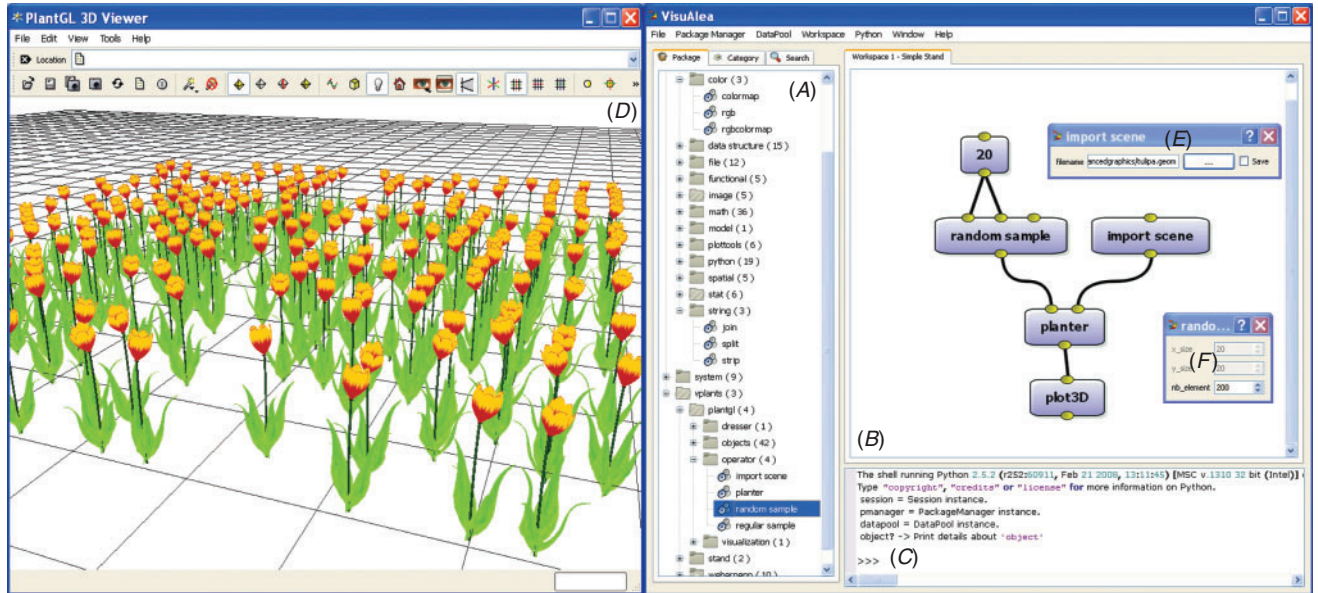 PlantGL 3D Viewer
File Edit View Tools Help
Location
(D)
VisuAlea
File Package Manager DataPool Workspace Python Window Help
Package Category Search
(A)
color (3)
colormap
rgb
rgbcolormap
data structure (15)
file (12)
functional (5)
image (5)
math (36)
model (1)
plottools (6)
python (19)
spatial (5)
stat (6)
string (3)
join
split
strip
system (9)
vplants (3)
plantgl (4)
dresser (1)
objects (42)
operator (4)
import scene
planter
random sample
regular sample
visualization (1)
stand (2)
Workspace 1 - Simple Stand
20
random sample
import scene
planter
plot3D
(B)
import scene
(E)
filename ancedgraphics/tulipa.geom ... Save
rando...
x_size 20
(F)
y_size 20
nb_element 200
The shell running Python 2.5.2 (r252:60911, Feb 21 2008, 13:11:45) [MSC v.1310 32 bit (Intel)]
Type "copyright", "credits" or "license" for more information on Python.
session = Session instance.
pmanager = PackageManager instance.
datapool = DataPool instance.
object? -> Print details about 'object'
>>> (C)